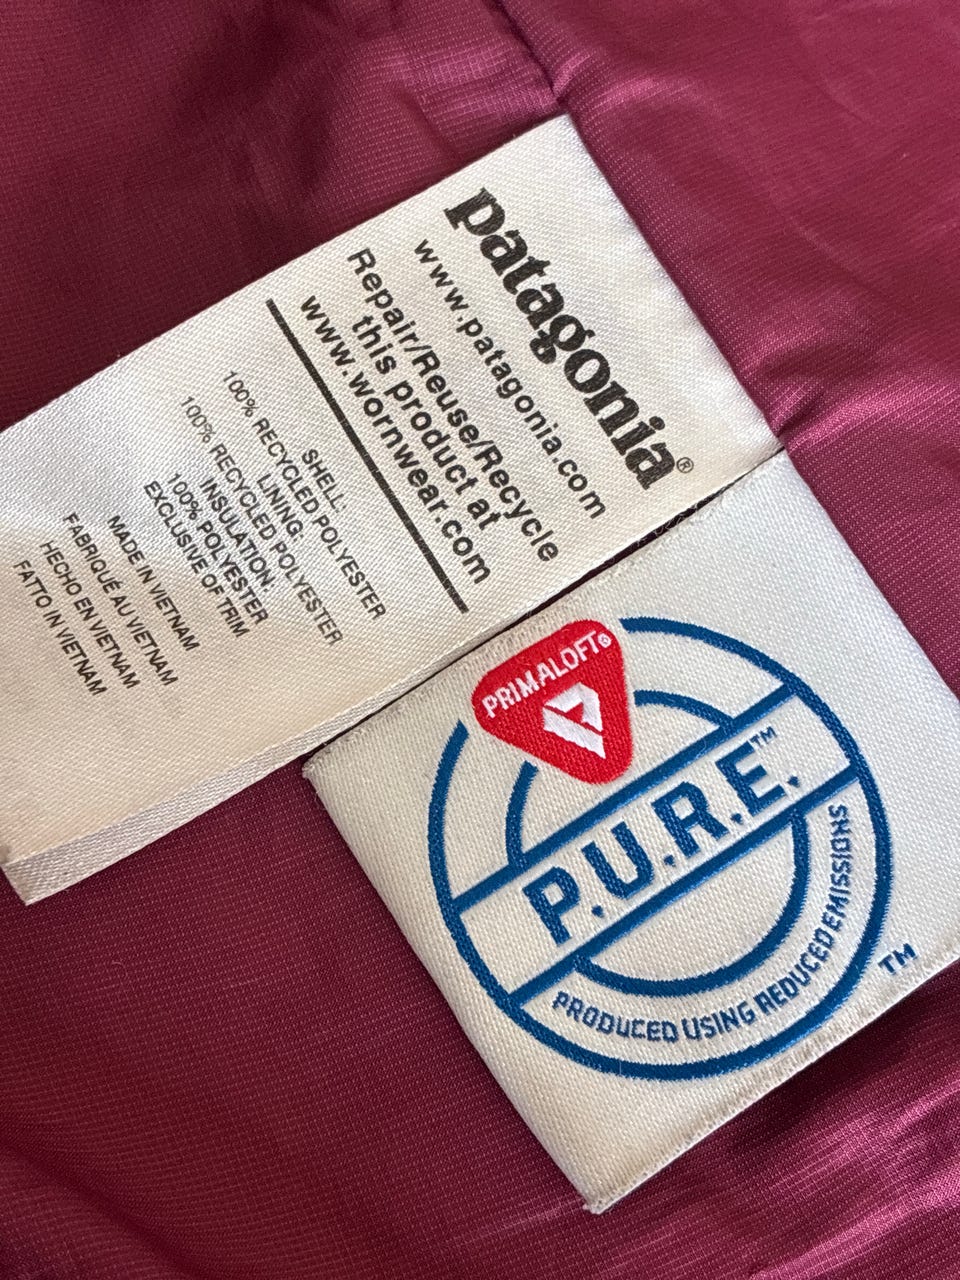 patagonia®
www.patagonia.com
Repair/Reuse/Recycle
this product at
www.wornwear.com
SHELL:
100% RECYCLED POLYESTER
LINING:
100% RECYCLED POLYESTER
INSULATION:
100% POLYESTER
EXCLUSIVE OF TRIM
MADE IN VIETNAM
FABRIQUÉ AU VIETNAM
HECHO EN VIETNAM
FATTO IN VIETNAM
PRIMALOFT®
P.U.R.E.™
PRODUCED USING REDUCED EMISSIONS
TM